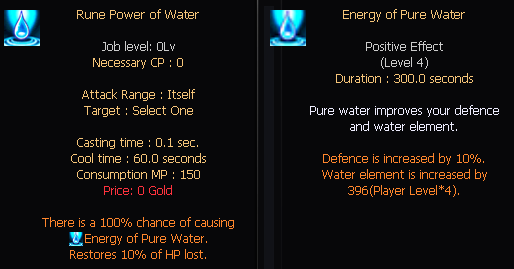 Rune Power of Water
Job level: 0Lv
Necessary CP : 0
Attack Range : Itself
Target : Select One
Casting time : 0.1 sec.
Cool time : 60.0 seconds
Consumption MP : 150
Price: 0 Gold
There is a 100% chance of causing
Energy of Pure Water.
Restores 10% of HP lost.
Energy of Pure Water
Positive Effect
(Level 4)
Duration : 300.0 seconds
Pure water improves your defence
and water element.
Defence is increased by 10%.
Water element is increased by
396(Player Level*4).